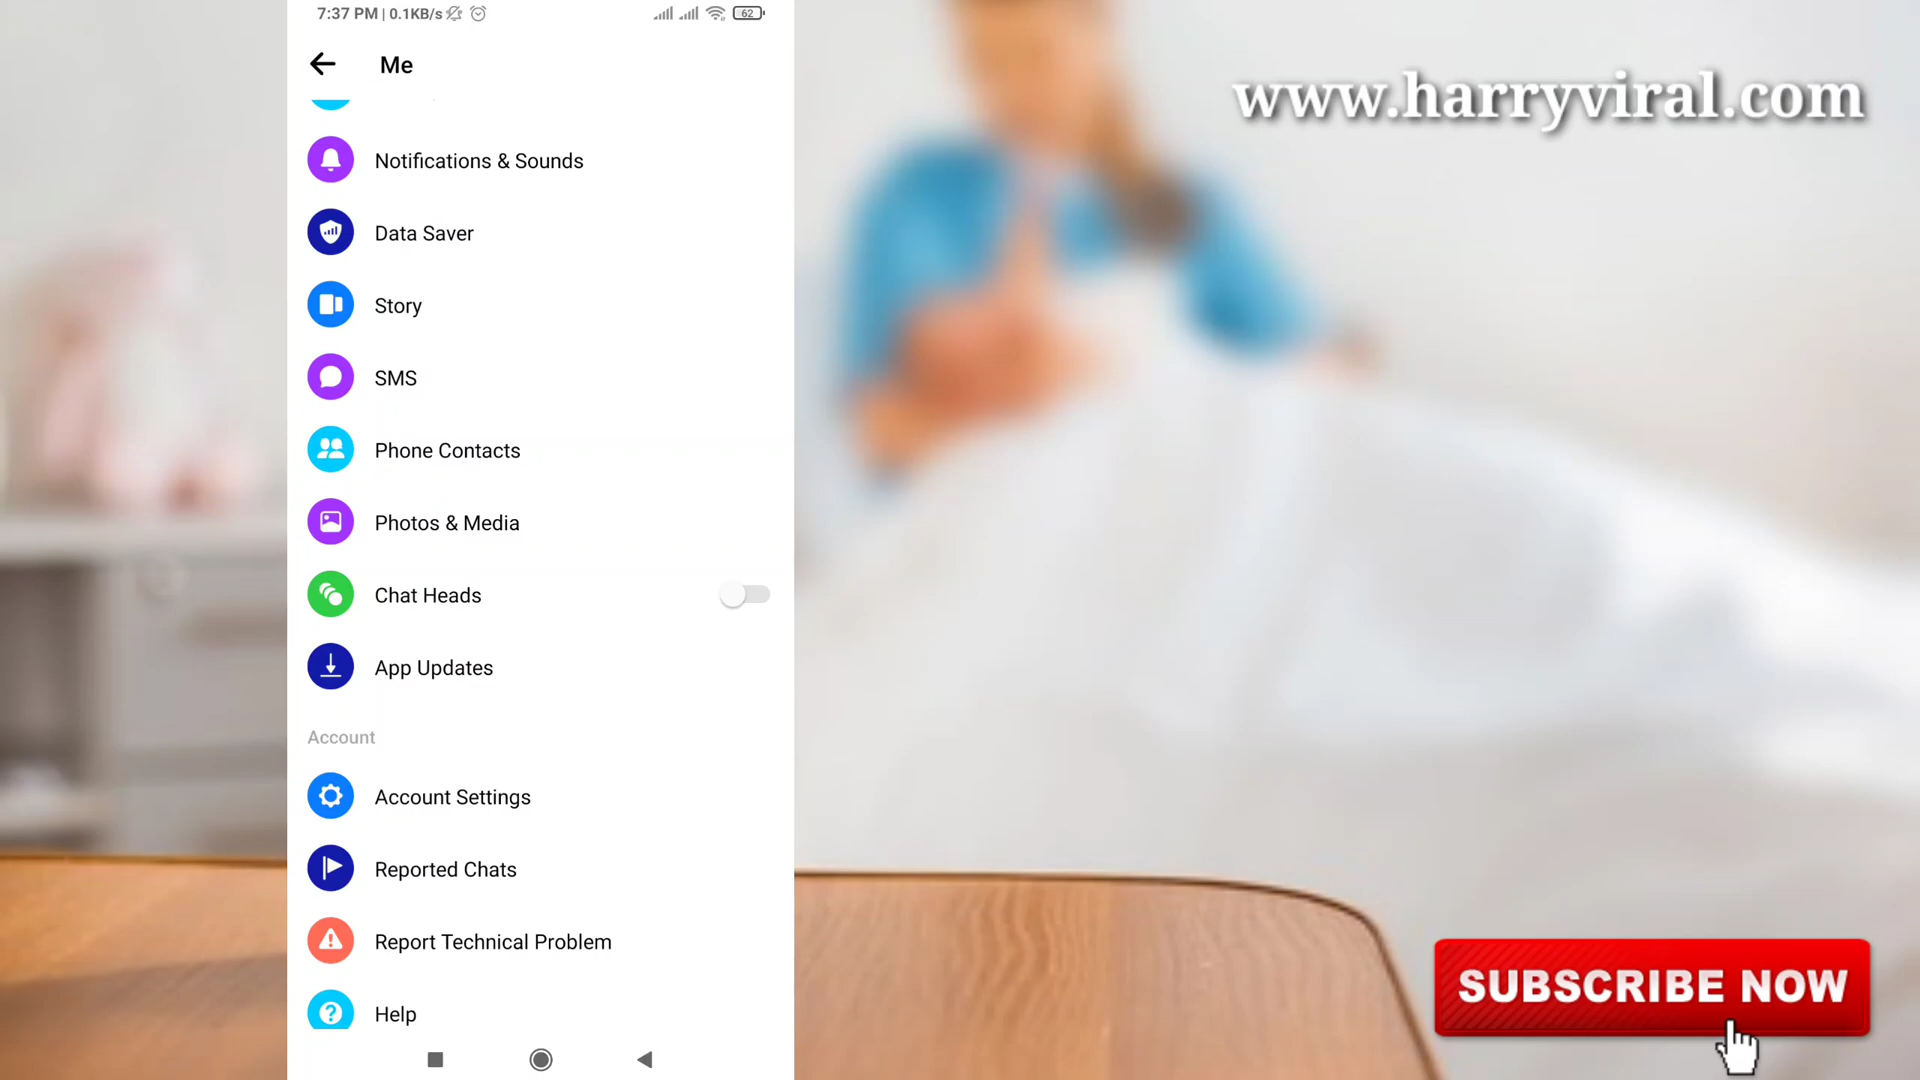 7:37 PM | 0.1KB/s
62
Me
Notifications & Sounds
Data Saver
Story
SMS
Phone Contacts
Photos & Media
Chat Heads
App Updates
Account
Account Settings
Reported Chats
Report Technical Problem
Help
www.harryviral.com
SUBSCRIBE NOW